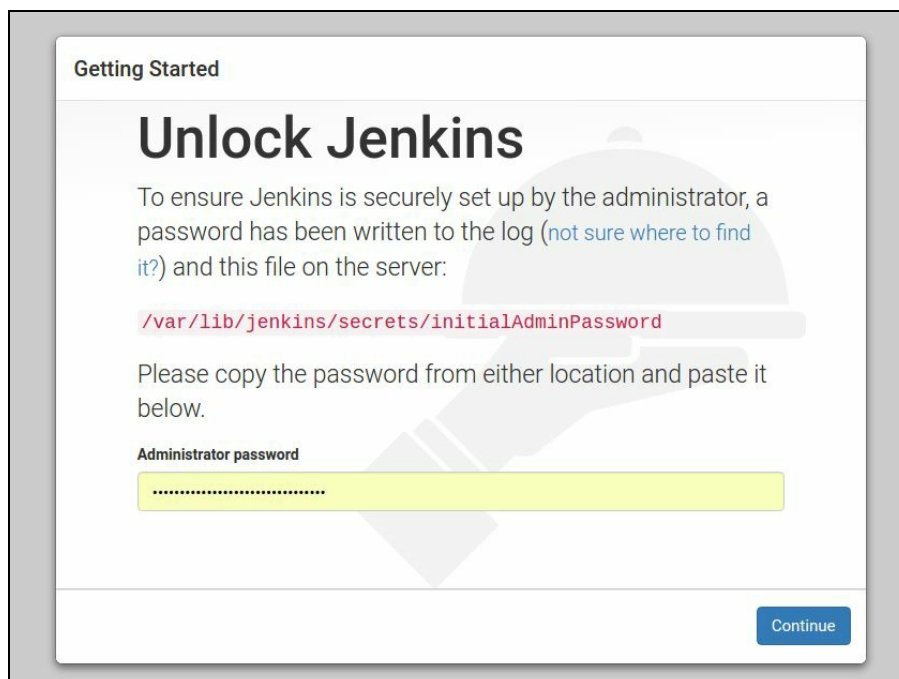 Getting Started
Unlock Jenkins
To ensure Jenkins is securely set up by the administrator, a
password has been written to the log (not sure where to find
it?) and this file on the server:
/var/lib/jenkins/secrets/initialAdminPassword
Please copy the password from either location and paste it
below.
Administrator password
Continue